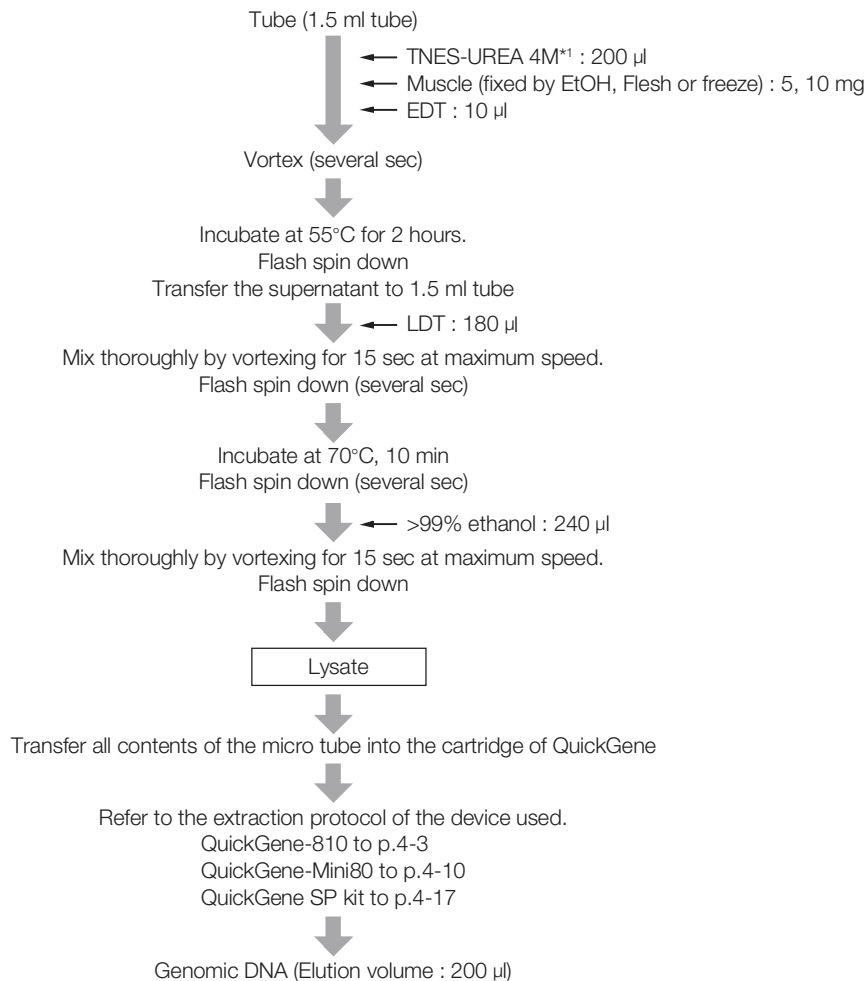 Tube (1.5 ml tube)
TNES-UREA 4M*1 : 200 µl
Muscle (fixed by EtOH, Flesh or freeze) : 5, 10 mg
EDT : 10 µl
Vortex (several sec)
Incubate at 55°C for 2 hours.
Flash spin down
Transfer the supernatant to 1.5 ml tube
LDT : 180 µl
Mix thoroughly by vortexing for 15 sec at maximum speed.
Flash spin down (several sec)
Incubate at 70°C, 10 min
Flash spin down (several sec)
>99% ethanol : 240 µl
Mix thoroughly by vortexing for 15 sec at maximum speed.
Flash spin down
Lysate
Transfer all contents of the micro tube into the cartridge of QuickGene
Refer to the extraction protocol of the device used.
QuickGene-810 to p.4-3
QuickGene-Mini80 to p.4-10
QuickGene SP kit to p.4-17
Genomic DNA (Elution volume : 200 µl)